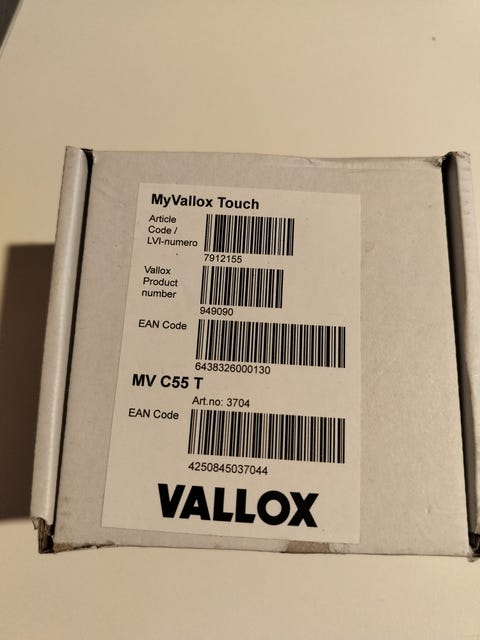 MyVallox Touch
Article
Code /
LVI-numero
7912155
Vallox
Product
number
949090
EAN Code
6438326000130
MV C55 T
Art.no: 3704
EAN Code
4250845037044
VALLOX